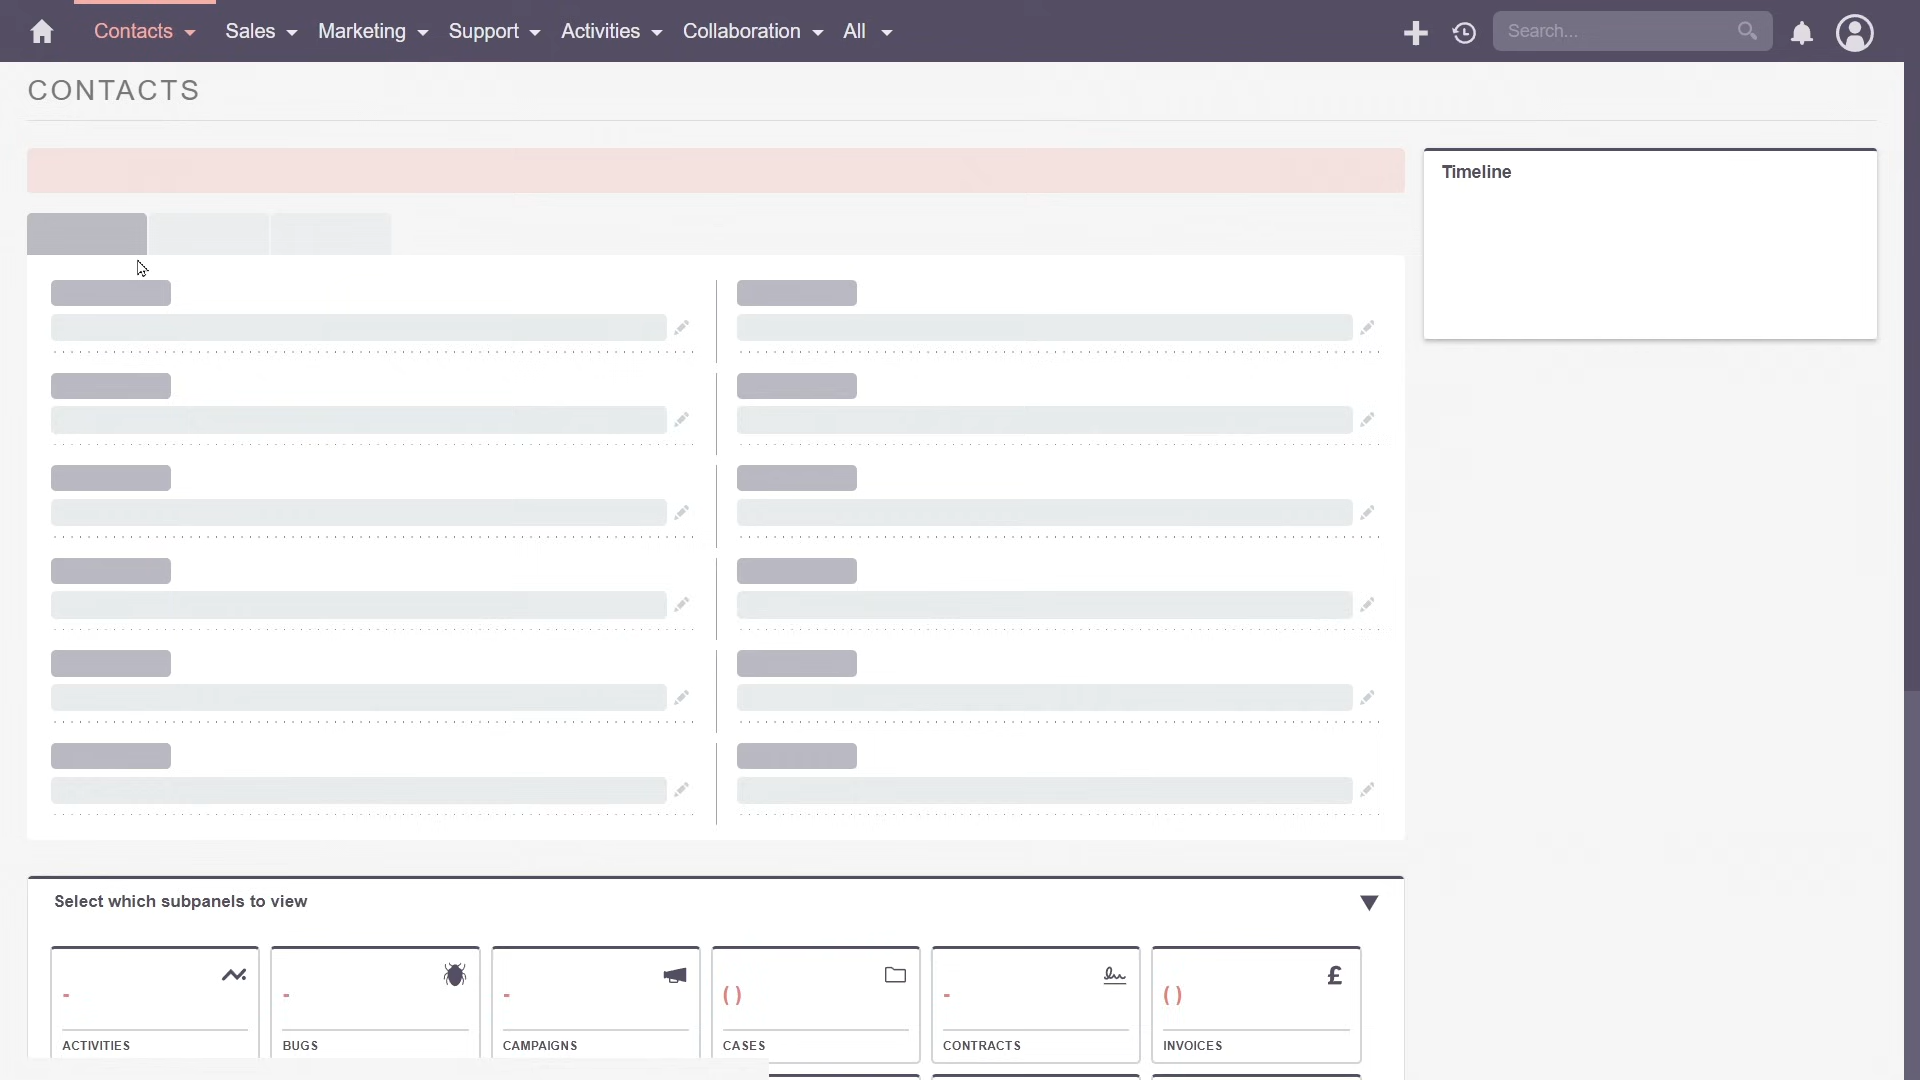 Contacts Sales Marketing Support Activities Collaboration All Search...
CONTACTS
Timeline
Select which subpanels to view
- - - ( ) - ( )
ACTIVITIES BUGS CAMPAIGNS CASES CONTRACTS INVOICES